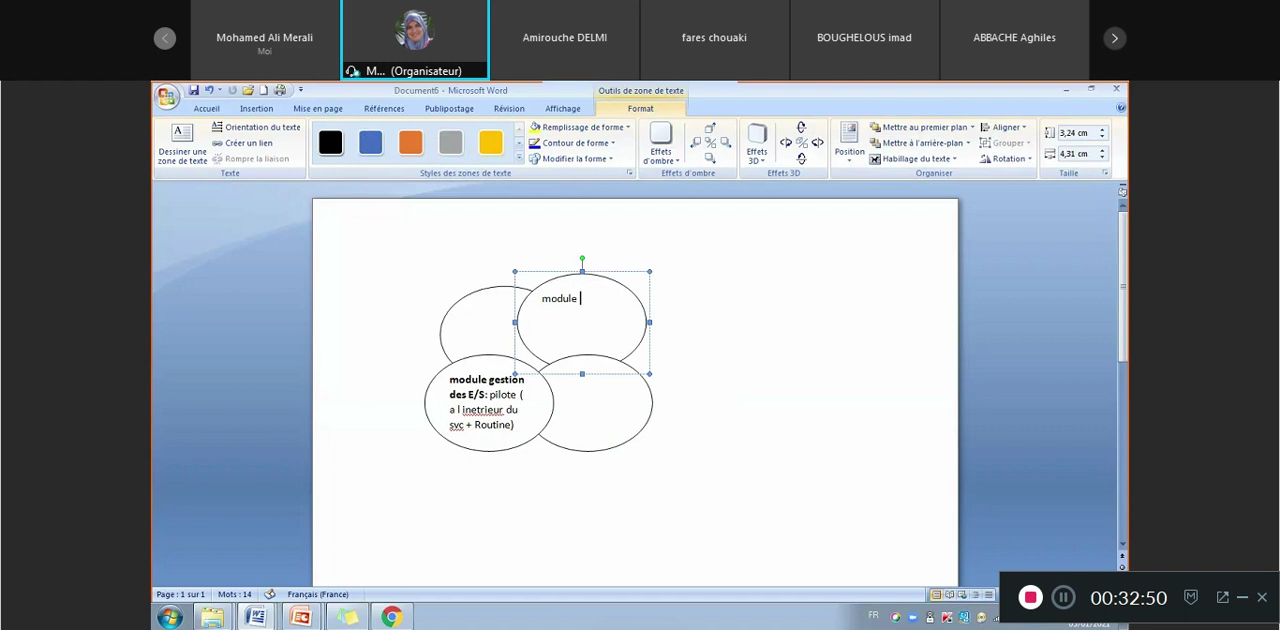 Mohamed Ali Merali
Moi
M... (Organisateur)
Amirouche DELMI
fares chouaki
BOUGHELOUS imad
ABBACHE Aghiles
Document6 - Microsoft Word
Outils de zone de texte
Accueil
Insertion
Mise en page
Références
Publipostage
Révision
Affichage
Format
Dessiner une
zone de texte
Orientation du texte
Créer un lien
Rompre la liaison
Texte
Remplissage de forme
Contour de forme
Modifier la forme
Styles des zones de texte
Effets
d'ombre
Effets d'ombre
Effets
3D
Effets 3D
Position
Mettre au premier plan
Mettre à l'arrière-plan
Habillage du texte
Aligner
Grouper
Rotation
Organiser
3,24 cm
4,31 cm
Taille
module
module gestion
des E/S: pilote (
a l inetrieur du
svc + Routine)
Page : 1 sur 1
Mots : 14
Français (France)
FR
00:32:50